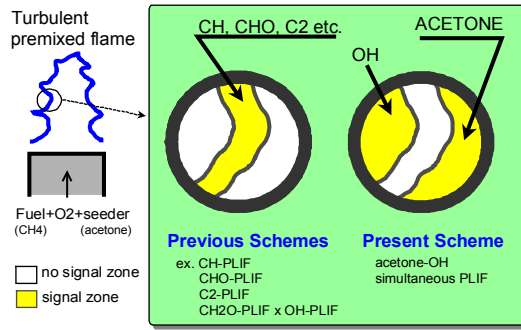 Turbulent
premixed flame
CH, CHO, C2 etc.
ACETONE
OH
Fuel+O2+seeder
(CH4) (acetone)
no signal zone
signal zone
Previous Schemes
ex. CH-PLIF
CHO-PLIF
C2-PLIF
CH2O-PLIF x OH-PLIF
Present Scheme
acetone-OH
simultaneous PLIF